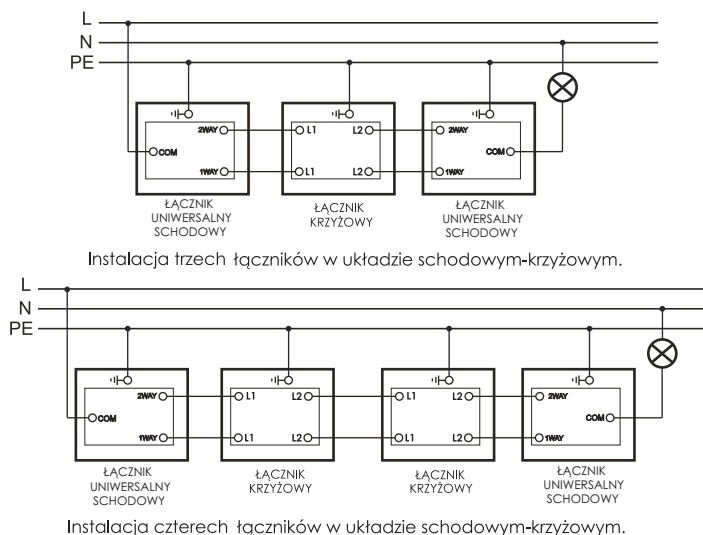 L
N
PE
2WAY L1 L2 2WAY
COM COM
1WAY L1 L2 1WAY
ŁĄCZNIK UNIWERSALNY SCHODOWY
ŁĄCZNIK KRZYŻOWY
ŁĄCZNIK UNIWERSALNY SCHODOWY
Instalacja trzech łączników w układzie schodowym-krzyżowym.
L
N
PE
2WAY L1 L2 L1 L2 2WAY
COM COM
1WAY L1 L2 L1 L2 1WAY
ŁĄCZNIK UNIWERSALNY SCHODOWY
ŁĄCZNIK KRZYŻOWY
ŁĄCZNIK KRZYŻOWY
ŁĄCZNIK UNIWERSALNY SCHODOWY
Instalacja czterech łączników w układzie schodowym-krzyżowym.